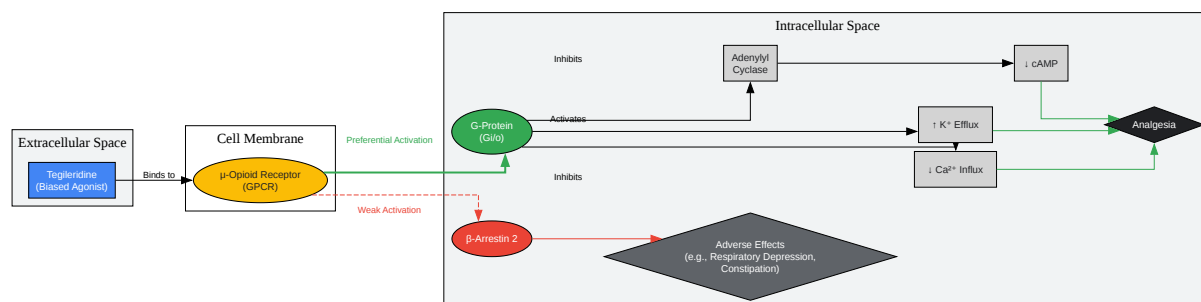 Extracellular Space
Tegileridine
(Biased Agonist)
Binds to
Cell Membrane
μ-Opioid Receptor
(GPCR)
Preferential Activation
Weak Activation
Intracellular Space
G-Protein
(Gi/o)
β-Arrestin 2
Inhibits
Activates
Inhibits
Adenylyl
Cyclase
↓ cAMP
↑ K⁺ Efflux
↓ Ca²⁺ Influx
Analgesia
Adverse Effects
(e.g., Respiratory Depression,
Constipation)